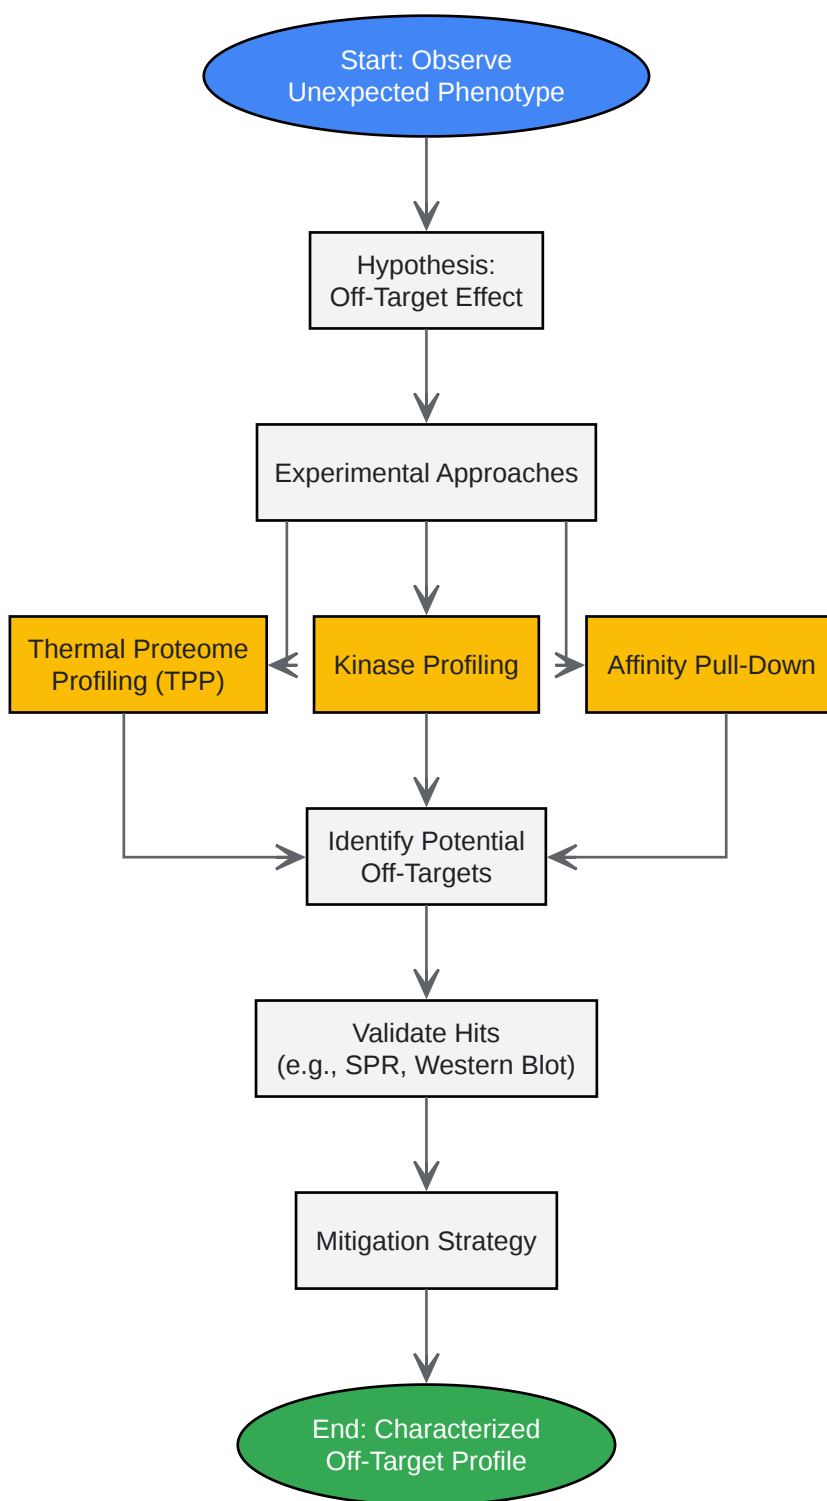 Start: Observe
Unexpected Phenotype
Hypothesis:
Off-Target Effect
Experimental Approaches
Thermal Proteome
Profiling (TPP)
Kinase Profiling
Affinity Pull-Down
Identify Potential
Off-Targets
Validate Hits
(e.g., SPR, Western Blot)
Mitigation Strategy
End: Characterized
Off-Target Profile